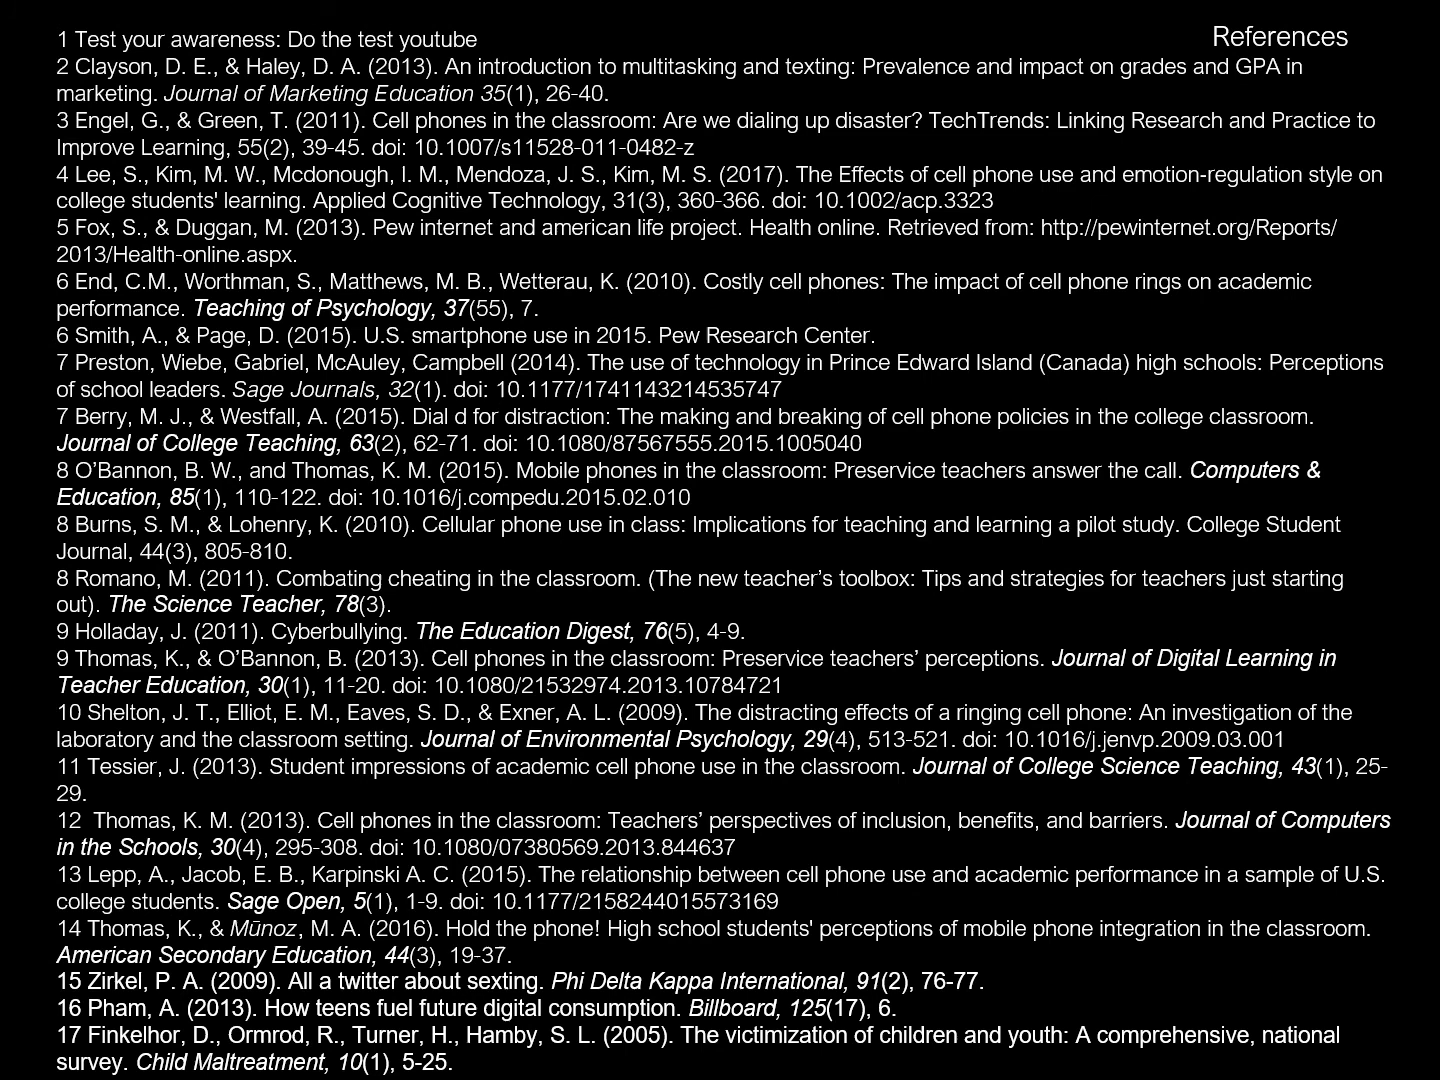 References
1 Test your awareness: Do the test youtube
2 Clayson, D. E., & Haley, D. A. (2013). An introduction to multitasking and texting: Prevalence and impact on grades and GPA in
marketing. Journal of Marketing Education 35(1), 26-40.
3 Engel, G., & Green, T. (2011). Cell phones in the classroom: Are we dialing up disaster? TechTrends: Linking Research and Practice to
Improve Learning, 55(2), 39-45. doi: 10.1007/s11528-011-0482-z
4 Lee, S., Kim, M. W., Mcdonough, I. M., Mendoza, J. S., Kim, M. S. (2017). The Effects of cell phone use and emotion-regulation style on
college students' learning. Applied Cognitive Technology, 31(3), 360-366. doi: 10.1002/acp.3323
5 Fox, S., & Duggan, M. (2013). Pew internet and american life project. Health online. Retrieved from: http://pewinternet.org/Reports/
2013/Health-online.aspx.
6 End, C.M., Worthman, S., Matthews, M. B., Wetterau, K. (2010). Costly cell phones: The impact of cell phone rings on academic
performance. Teaching of Psychology, 37(55), 7.
6 Smith, A., & Page, D. (2015). U.S. smartphone use in 2015. Pew Research Center.
7 Preston, Wiebe, Gabriel, McAuley, Campbell (2014). The use of technology in Prince Edward Island (Canada) high schools: Perceptions
of school leaders. Sage Journals, 32(1). doi: 10.1177/1741143214535747
7 Berry, M. J., & Westfall, A. (2015). Dial d for distraction: The making and breaking of cell phone policies in the college classroom.
Journal of College Teaching, 63(2), 62-71. doi: 10.1080/87567555.2015.1005040
8 O’Bannon, B. W., and Thomas, K. M. (2015). Mobile phones in the classroom: Preservice teachers answer the call. Computers &
Education, 85(1), 110-122. doi: 10.1016/j.compedu.2015.02.010
8 Burns, S. M., & Lohenry, K. (2010). Cellular phone use in class: Implications for teaching and learning a pilot study. College Student
Journal, 44(3), 805-810.
8 Romano, M. (2011). Combating cheating in the classroom. (The new teacher’s toolbox: Tips and strategies for teachers just starting
out). The Science Teacher, 78(3).
9 Holladay, J. (2011). Cyberbullying. The Education Digest, 76(5), 4-9.
9 Thomas, K., & O’Bannon, B. (2013). Cell phones in the classroom: Preservice teachers’ perceptions. Journal of Digital Learning in
Teacher Education, 30(1), 11-20. doi: 10.1080/21532974.2013.10784721
10 Shelton, J. T., Elliot, E. M., Eaves, S. D., & Exner, A. L. (2009). The distracting effects of a ringing cell phone: An investigation of the
laboratory and the classroom setting. Journal of Environmental Psychology, 29(4), 513-521. doi: 10.1016/j.jenvp.2009.03.001
11 Tessier, J. (2013). Student impressions of academic cell phone use in the classroom. Journal of College Science Teaching, 43(1), 25-
29.
12  Thomas, K. M. (2013). Cell phones in the classroom: Teachers’ perspectives of inclusion, benefits, and barriers. Journal of Computers
in the Schools, 30(4), 295-308. doi: 10.1080/07380569.2013.844637
13 Lepp, A., Jacob, E. B., Karpinski A. C. (2015). The relationship between cell phone use and academic performance in a sample of U.S.
college students. Sage Open, 5(1), 1-9. doi: 10.1177/2158244015573169
14 Thomas, K., & Mūnoz, M. A. (2016). Hold the phone! High school students' perceptions of mobile phone integration in the classroom.
American Secondary Education, 44(3), 19-37.
15 Zirkel, P. A. (2009). All a twitter about sexting. Phi Delta Kappa International, 91(2), 76-77.
16 Pham, A. (2013). How teens fuel future digital consumption. Billboard, 125(17), 6.
17 Finkelhor, D., Ormrod, R., Turner, H., Hamby, S. L. (2005). The victimization of children and youth: A comprehensive, national
survey. Child Maltreatment, 10(1), 5-25.